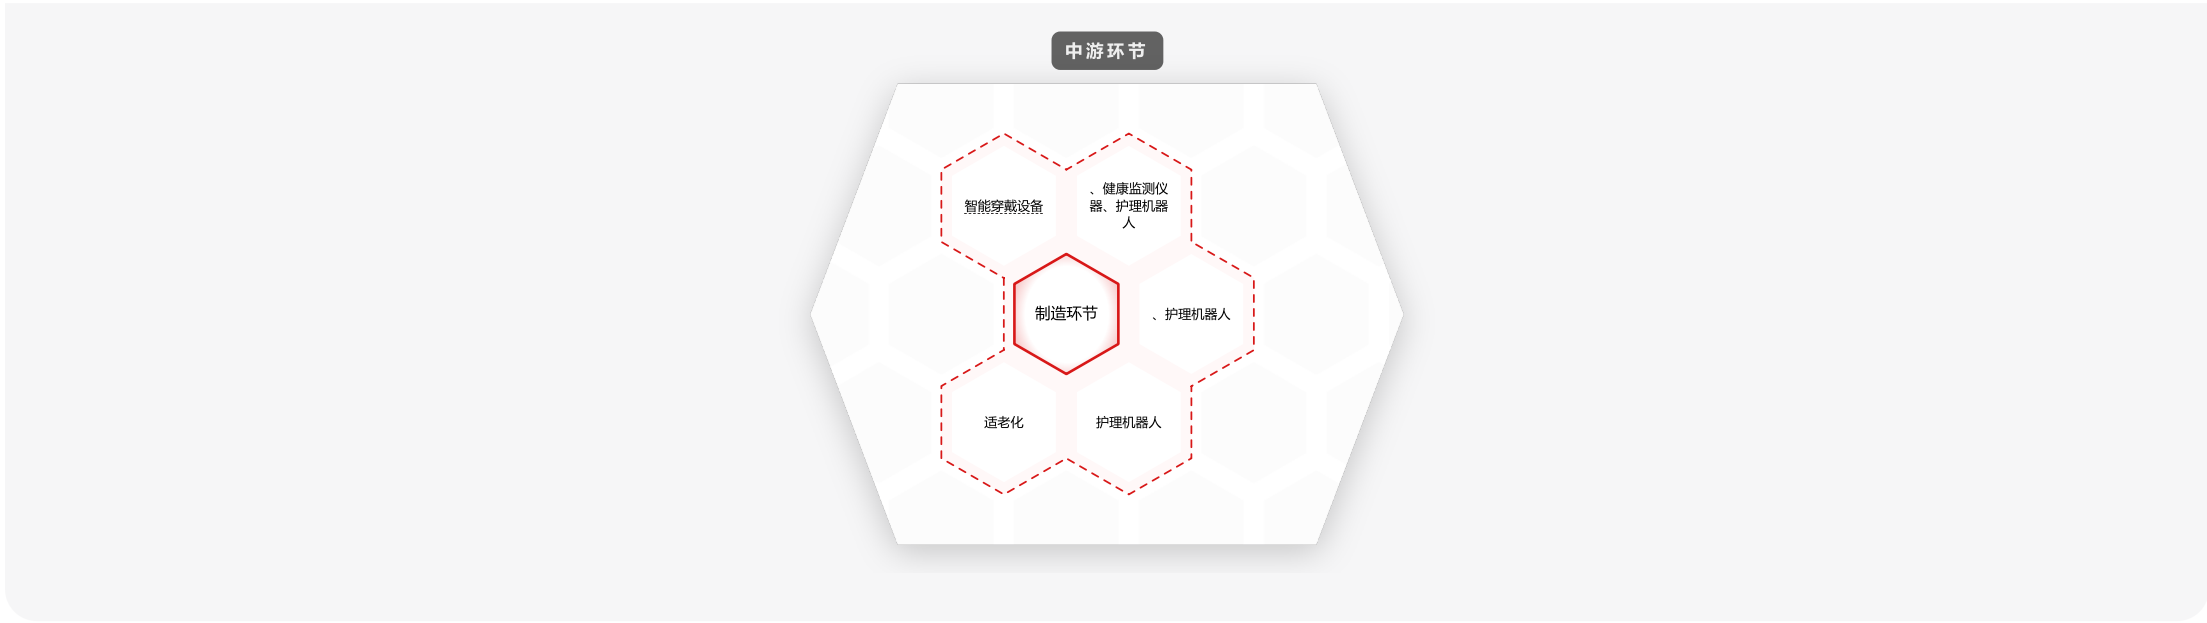 中游环节
智能穿戴设备
、健康监测仪
器、护理机器
人
制造环节
、护理机器人
适老化
护理机器人